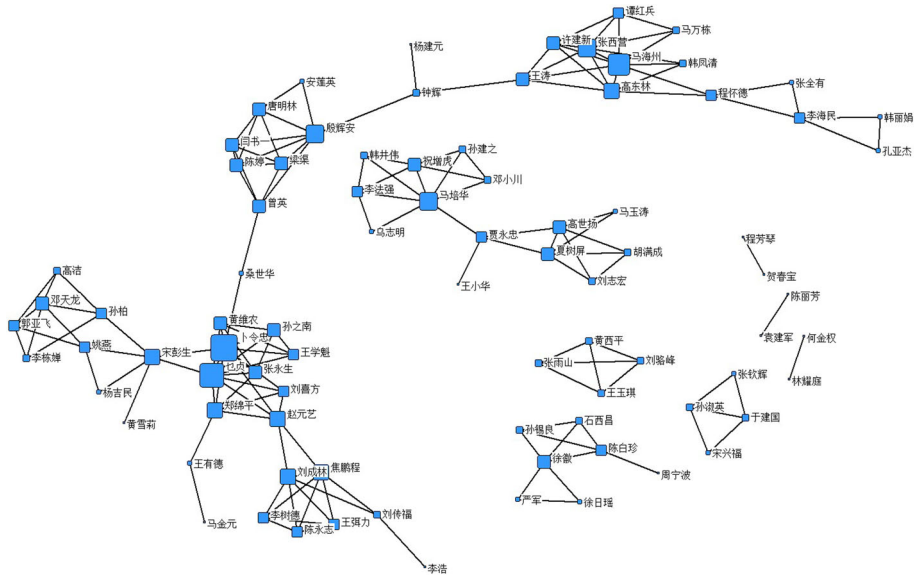 谭红兵
马万栋
许建新
张西营
杨建元
马海州
韩凤清
王涛
高东林
张全有
安莲英
钟辉
程怀德
唐明林
李海民
韩丽娟
殷辉安
闫书一
孔亚杰
孙建之
韩井伟
祝增虎
陈婷
梁渠
邓小川
李法强
马培华
曾英
马玉涛
高世扬
乌志明
贾永忠
程芳琴
夏树屏
胡满成
桑世华
高洁
贺春宝
刘志宏
王小华
陈丽芳
邓天龙
孙柏
黄维农
郭亚飞
孙之南
卜令忠
袁建军
何金权
姚燕
黄西平
宋彭生
王学魁
李栋婵
刘骆峰
张雨山
乜贞
张永生
张钦辉
林耀庭
杨吉民
刘喜方
王玉琪
郑绵平
孙淑英
赵元艺
于建国
黄雪莉
石西昌
孙锡良
陈白珍
宋兴福
徐徽
王有德
刘成林
焦鹏程
周宁波
严军
徐日瑶
李树德
王弭力
刘传福
马金元
陈永志
李浩